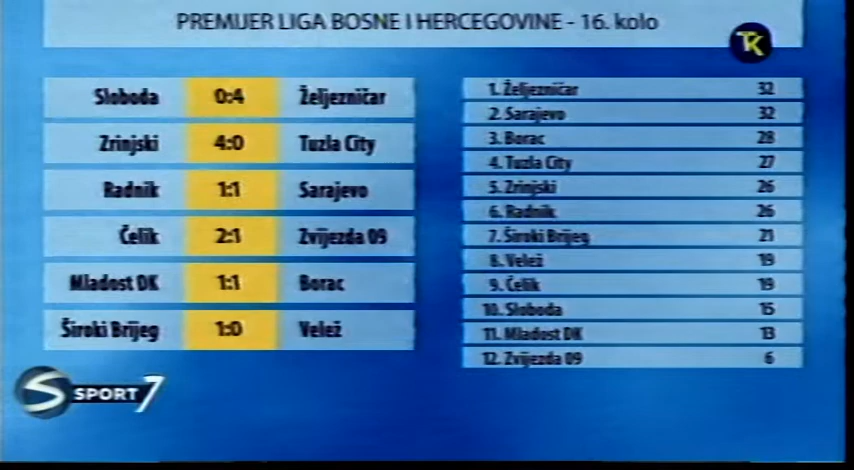 PREMIJER LIGA BOSNE I HERCEGOVINE - 16. kolo
TK
Sloboda 0:4 Željezničar
Zrinjski 4:0 Tuzla City
Radnik 1:1 Sarajevo
Čelik 2:1 Zvijezda 09
Mladost DK 1:1 Borac
Široki Brijeg 1:0 Velež
1. Željezničar 32
2. Sarajevo 32
3. Borac 28
4. Tuzla City 27
5. Zrinjski 26
6. Radnik 26
7. Široki Brijeg 21
8. Velež 19
9. Čelik 19
10. Sloboda 15
11. Mladost DK 13
12. Zvijezda 09 6
S SPORT 7